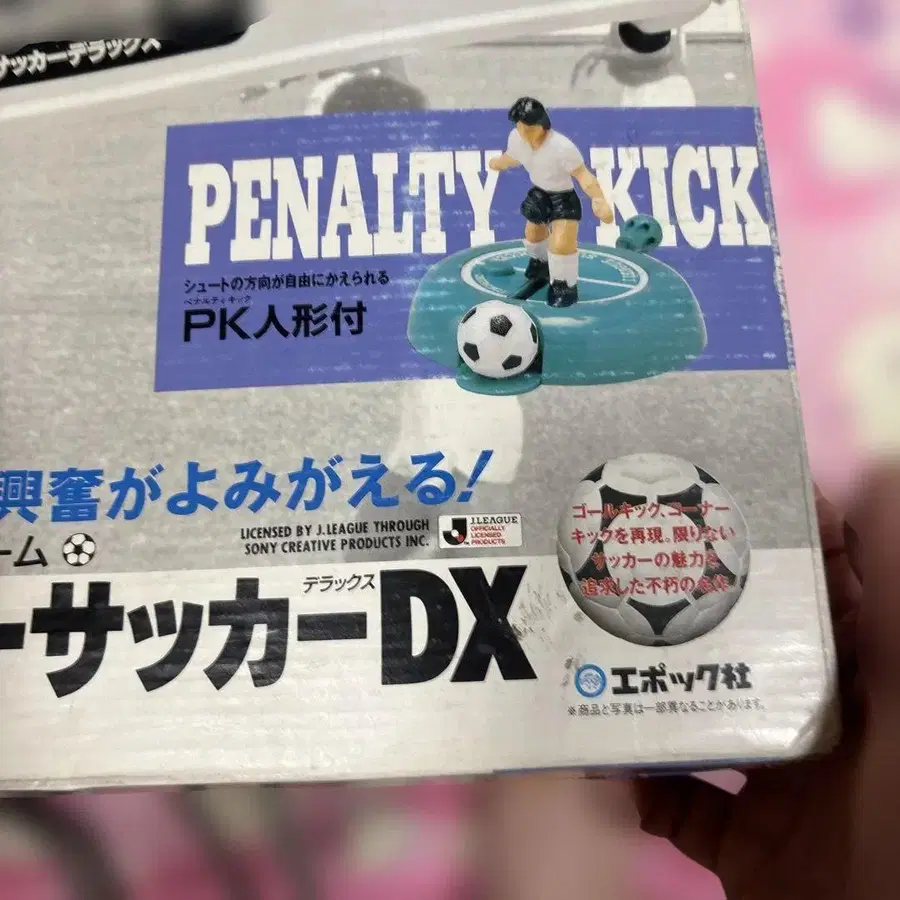 サッカーデラックス
PENALTY KICK
シュートの方向が自由にかえられる
ペナルティキック
PK人形付
興奮がよみがえる!
ーム
LICENSED BY J.LEAGUE THROUGH
SONY CREATIVE PRODUCTS INC.
J.LEAGUE
OFFICIALLY
LICENSED
PRODUCTS
デラックス
ーサッカーDX
ゴールキック、コーナー
キックを再現。限りない
サッカーの魅力を
追求した不朽の名作
エポック社
※商品と写真は一部異なることがあります。